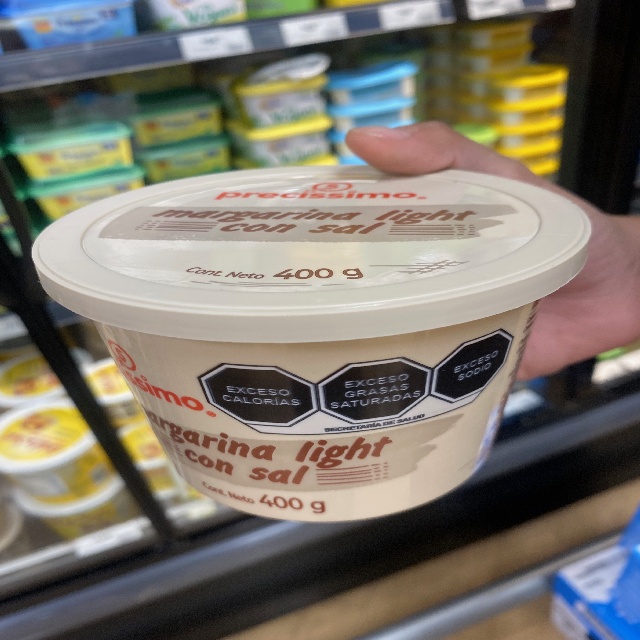 precissimo.
margarina light
con sal
Cont. Neto 400 g
EXCESO
CALORÍAS
EXCESO
GRASAS
SATURADAS
EXCESO
SODIO
SECRETARÍA DE SALUD
cissimo.
margarina light
con sal
Cont. Neto 400 g